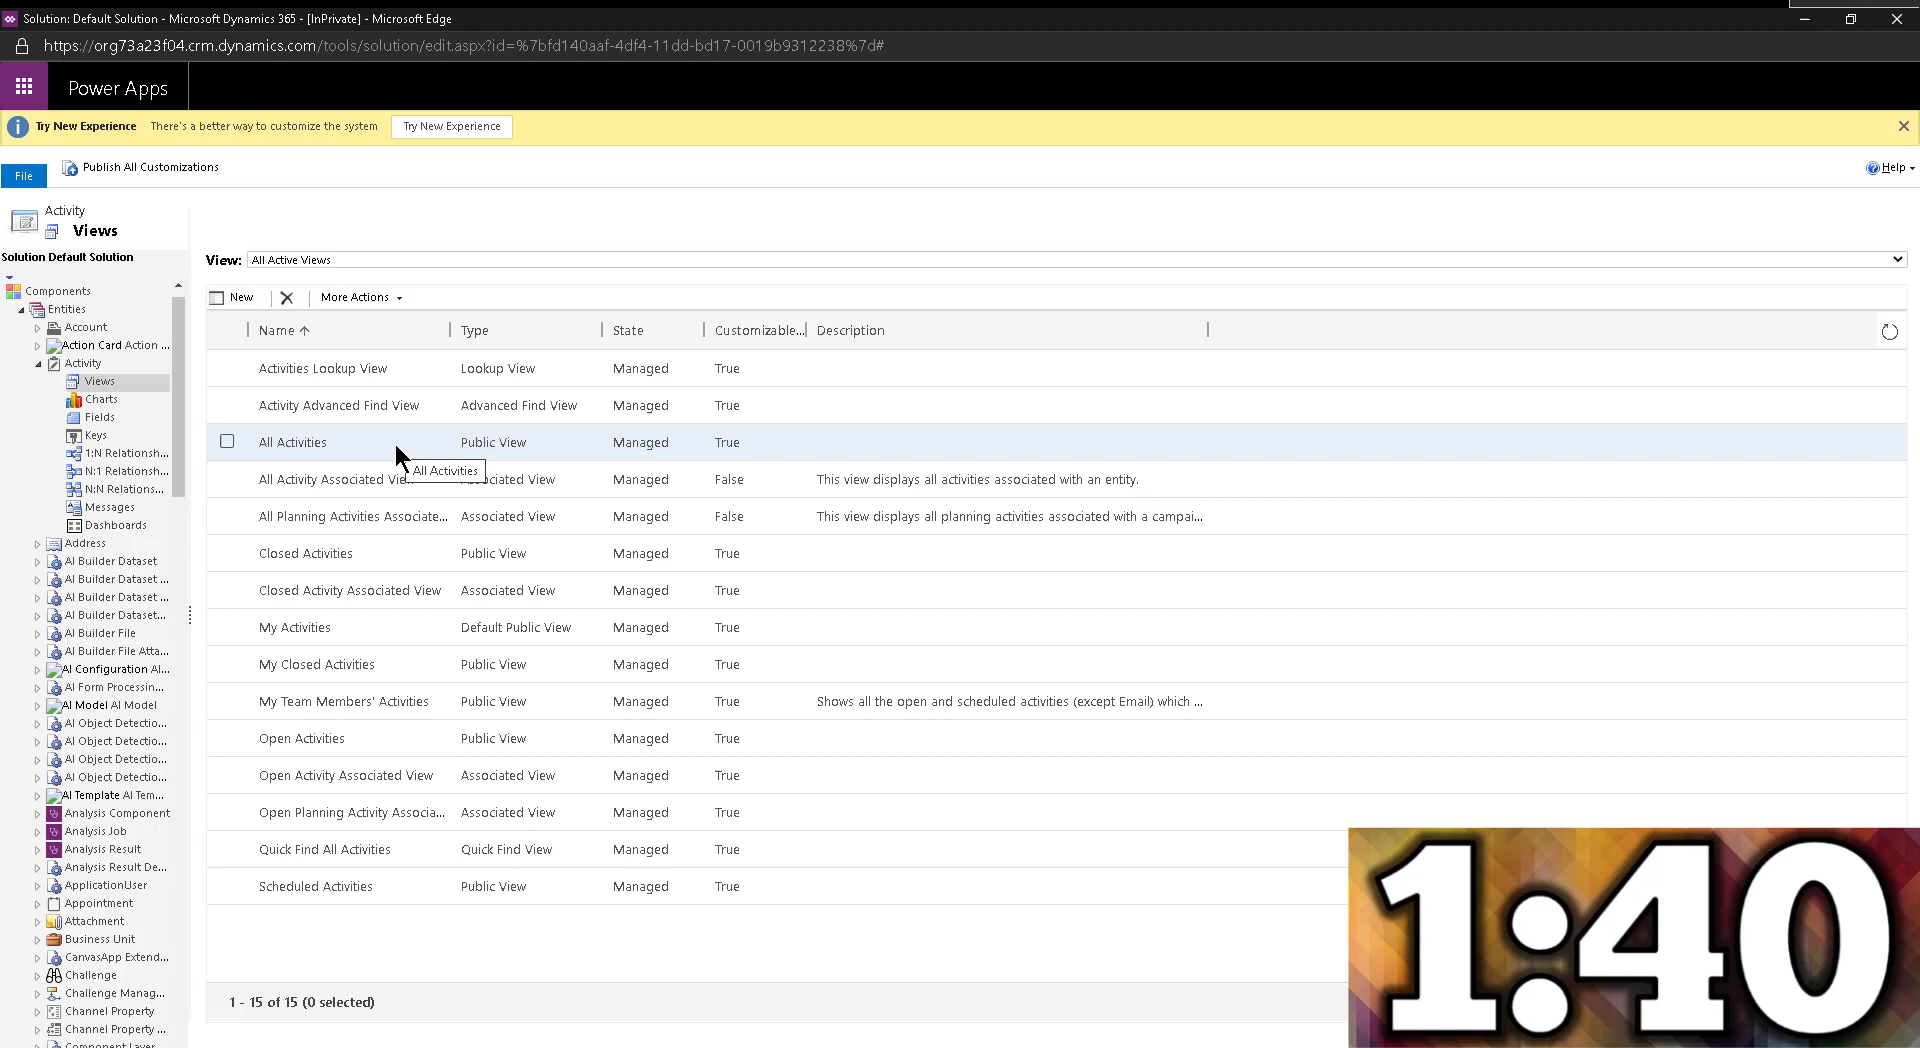 Solution: Default Solution - Microsoft Dynamics 365 - [InPrivate] - Microsoft Edge
https://org73a23f04.crm.dynamics.com/tools/solution/edit.aspx?id=%7bfd140aaf-4df4-11dd-bd17-0019b9312238%7d#
Power Apps
Try New Experience There's a better way to customize the system Try New Experience
File Publish All Customizations Help
Activity
Views
Solution Default Solution
Components
Entities
Account
Action Card Action ...
Activity
Views
Charts
Fields
Keys
1:N Relationsh...
N:1 Relationsh...
N:N Relations...
Messages
Dashboards
Address
AI Builder Dataset
AI Builder Dataset ...
AI Builder Dataset ...
AI Builder Dataset...
AI Builder File
AI Builder File Atta...
AI Configuration AI...
AI Form Processin...
AI Model AI Model
AI Object Detectio...
AI Object Detectio...
AI Object Detectio...
AI Object Detectio...
AI Template AI Tem...
Analysis Component
Analysis Job
Analysis Result
Analysis Result De...
ApplicationUser
Appointment
Attachment
Business Unit
CanvasApp Extend...
Challenge
Challenge Manag...
Channel Property
Channel Property ...
Component Layer
View: All Active Views
New More Actions
Name Type State Customizable... Description
Activities Lookup View Lookup View Managed True
Activity Advanced Find View Advanced Find View Managed True
All Activities Public View Managed True
All Activities
All Activity Associated View Associated View Managed False This view displays all activities associated with an entity.
All Planning Activities Associate... Associated View Managed False This view displays all planning activities associated with a campai...
Closed Activities Public View Managed True
Closed Activity Associated View Associated View Managed True
My Activities Default Public View Managed True
My Closed Activities Public View Managed True
My Team Members' Activities Public View Managed True Shows all the open and scheduled activities (except Email) which ...
Open Activities Public View Managed True
Open Activity Associated View Associated View Managed True
Open Planning Activity Associa... Associated View Managed True
Quick Find All Activities Quick Find View Managed True
Scheduled Activities Public View Managed True
1 - 15 of 15 (0 selected)
1:40